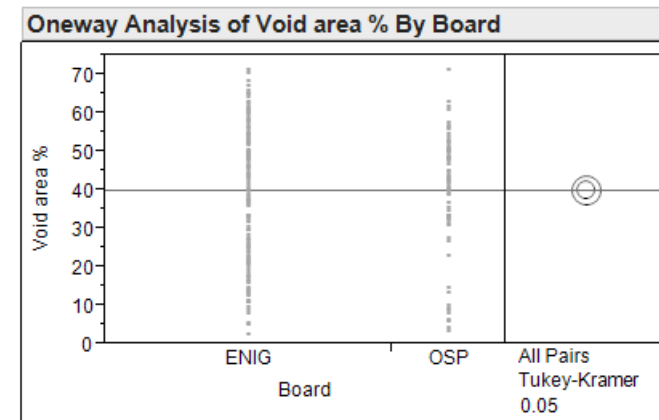 Oneway Analysis of Void area % By Board
Void area %
70
60
50
40
30
20
10
0
ENIG
OSP
Board
All Pairs
Tukey-Kramer
0.05